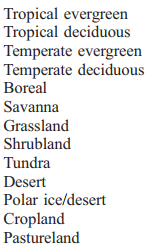 Tropical evergreen
Tropical deciduous
Temperate evergreen
Temperate deciduous
Boreal
Savanna
Grassland
Shrubland
Tundra
Desert
Polar ice/desert
Cropland
Pastureland